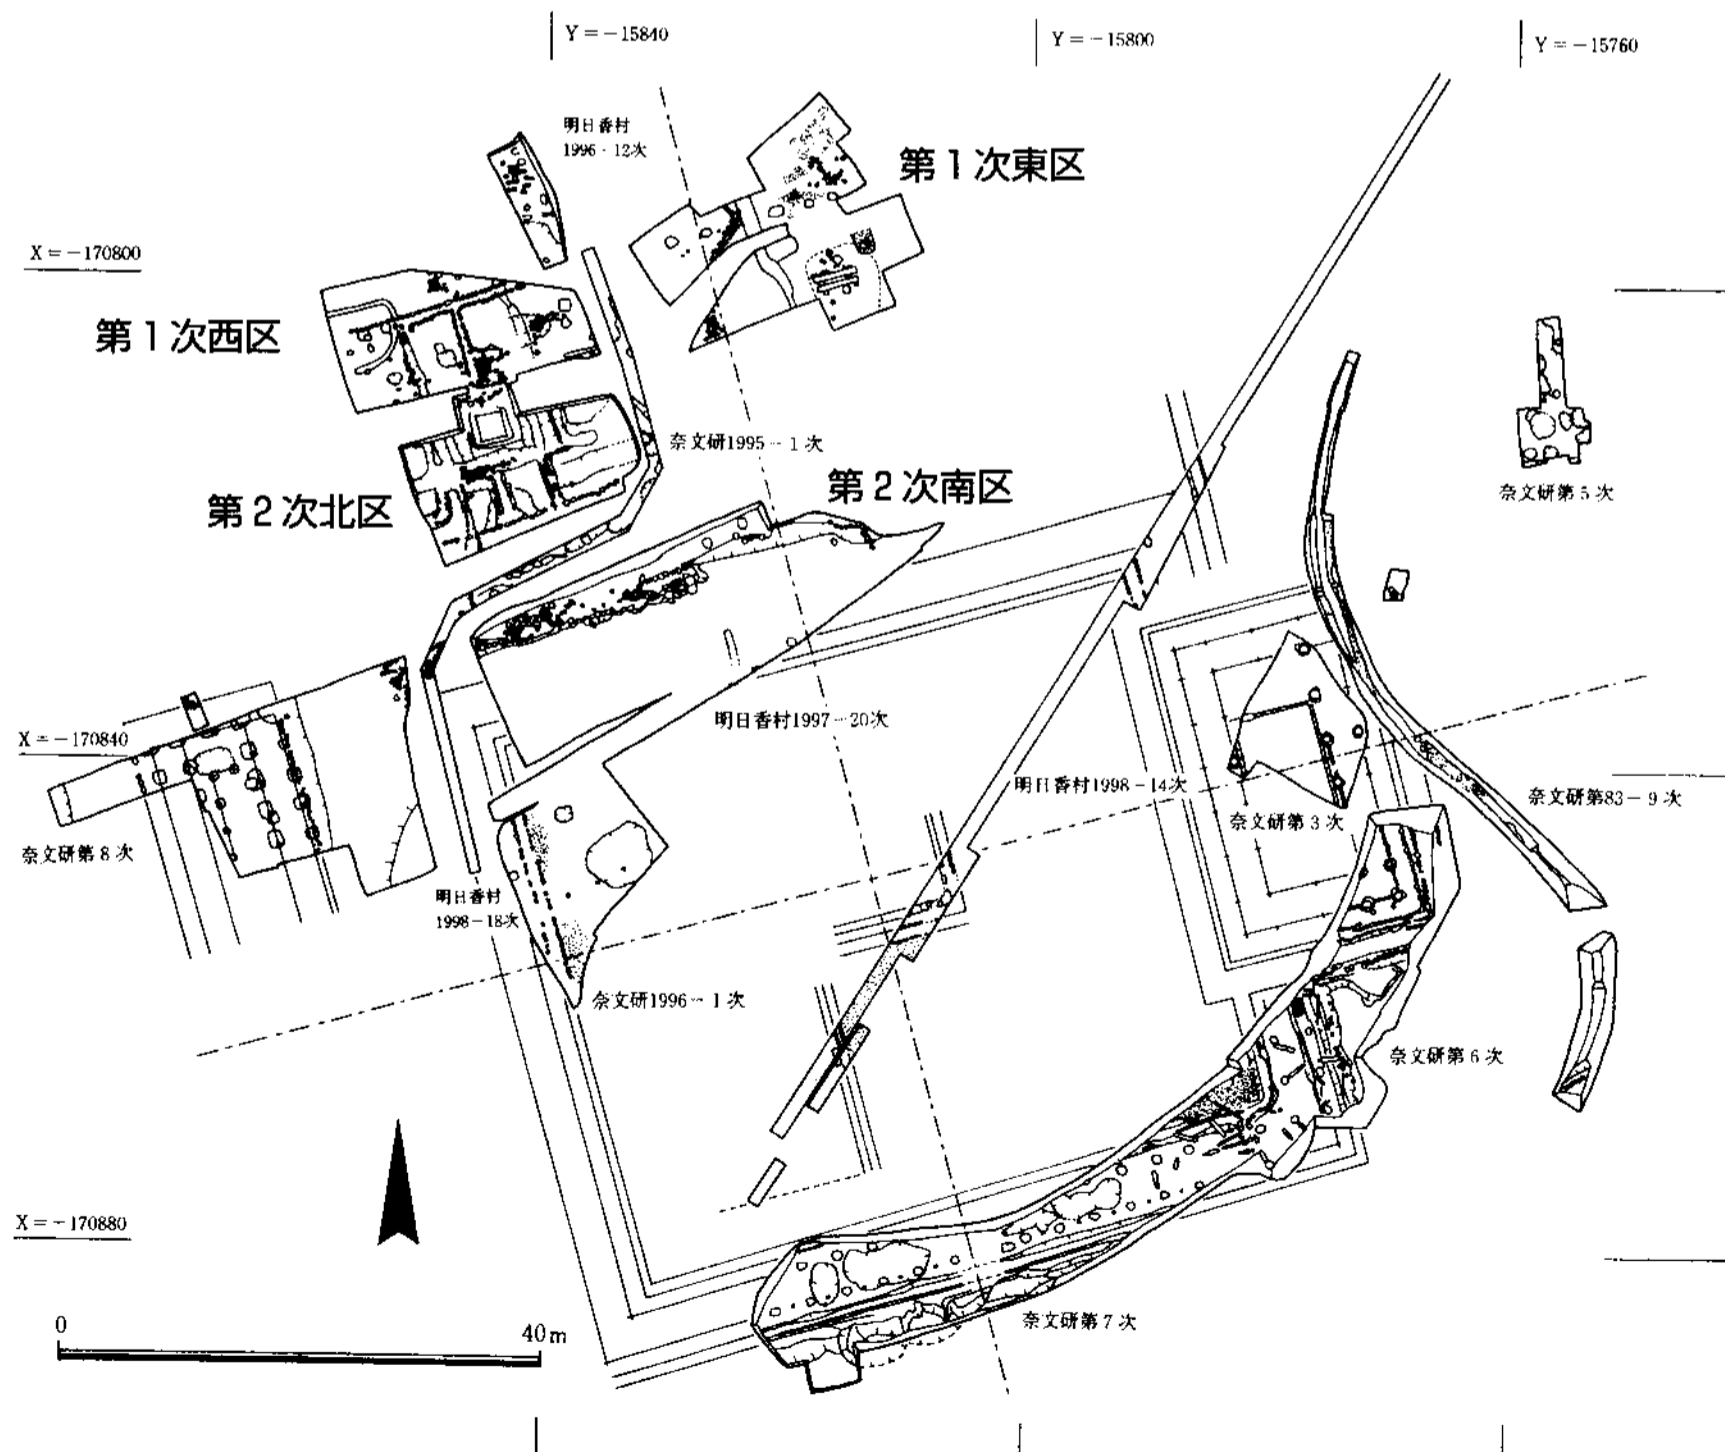 Y=−15840
Y=−15800
Y=−15760
明日香村
1996-12次
第1次東区
X=−170800
第1次西区
奈文研1995-1次
第2次南区
奈文研第5次
第2次北区
明日香村1997-20次
X=−170840
明日香村1998-14次
奈文研第83-9次
奈文研第3次
奈文研第8次
明日香村
1998-18次
奈文研1996-1次
奈文研第6次
X=−170880
奈文研第7次
0
40m